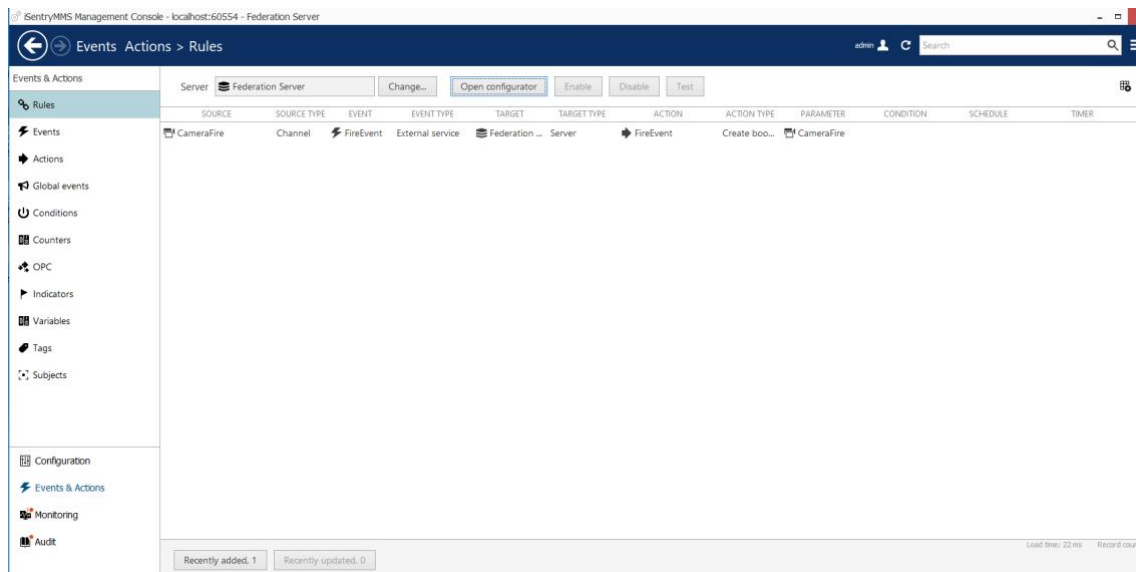 iSentryMMS Management Console - localhost:60554 - Federation Server
Events Actions > Rules
admin
Search
Events & Actions
Server Federation Server Change... Open configurator Enable Disable Test
Rules
SOURCE SOURCE TYPE EVENT EVENT TYPE TARGET TARGET TYPE ACTION ACTION TYPE PARAMETER CONDITION SCHEDULE TIMER
CameraFire Channel FireEvent External service Federation ... Server FireEvent Create boo... CameraFire
Events
Actions
Global events
Conditions
Counters
OPC
Indicators
Variables
Tags
Subjects
Configuration
Events & Actions
Monitoring
Audit
Load time: 22 ms Record cou
Recently added, 1 Recently updated, 0